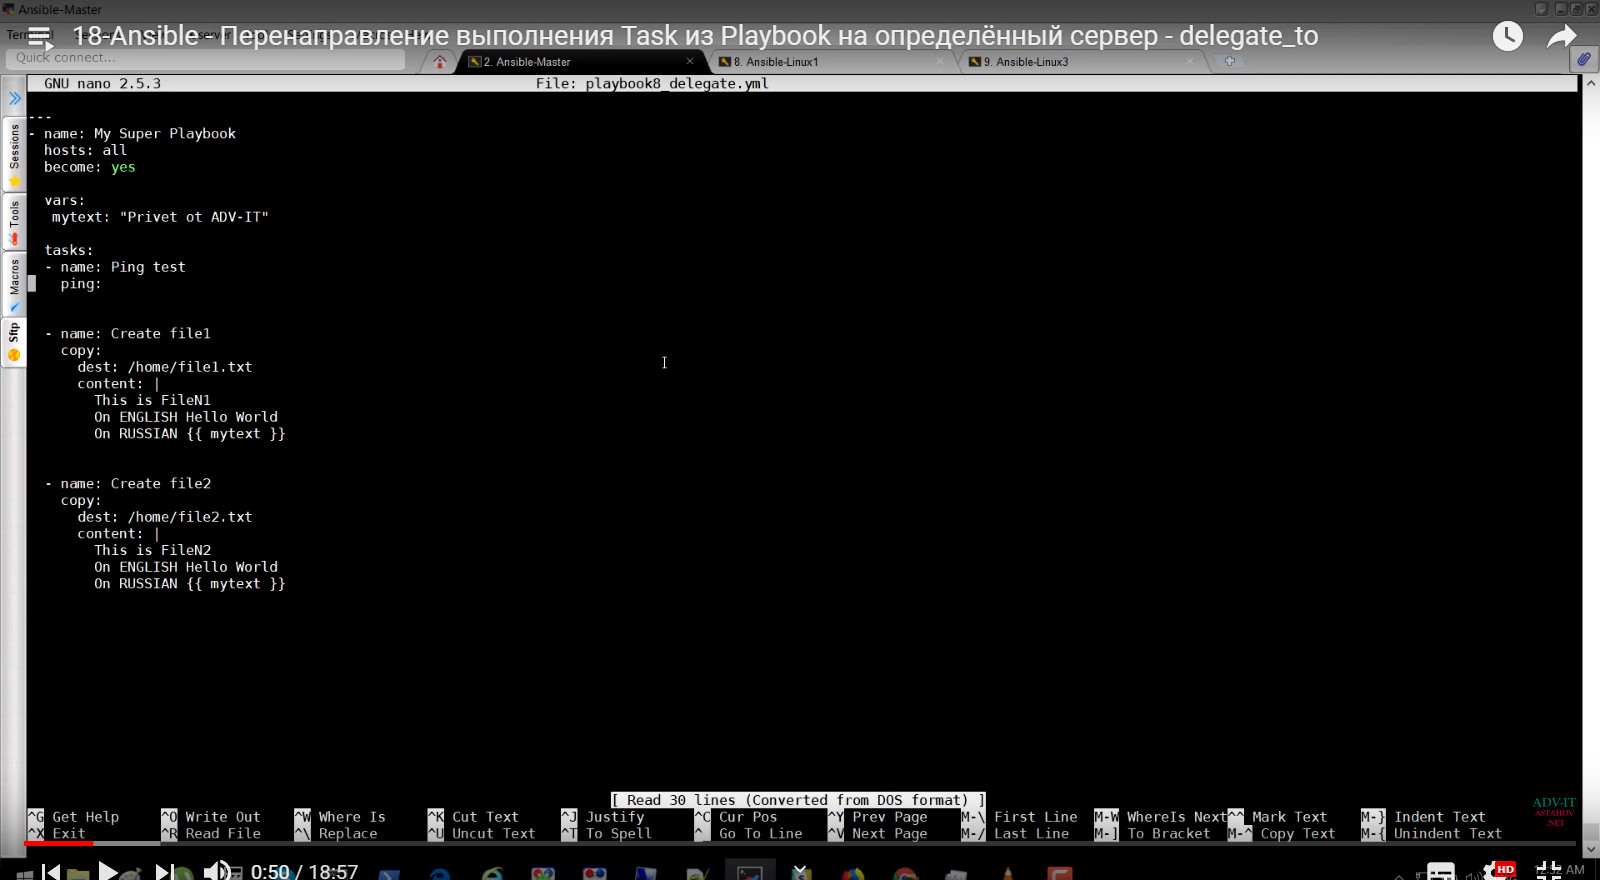 Ansible-Master
18-Ansible - Перенаправление выполнения Task из Playbook на определённый сервер - delegate_to
Quick connect...
2. Ansible-Master
8. Ansible-Linux1
9. Ansible-Linux3
GNU nano 2.5.3 File: playbook8_delegate.yml
Sessions
Tools
Macros
Sftp
---
- name: My Super Playbook
hosts: all
become: yes
vars:
mytext: "Privet ot ADV-IT"
tasks:
- name: Ping test
ping:
- name: Create file1
copy:
dest: /home/file1.txt
content: |
This is FileN1
On ENGLISH Hello World
On RUSSIAN {{ mytext }}
- name: Create file2
copy:
dest: /home/file2.txt
content: |
This is FileN2
On ENGLISH Hello World
On RUSSIAN {{ mytext }}
[ Read 30 lines (Converted from DOS format) ]
^G Get Help ^O Write Out ^W Where Is ^K Cut Text ^J Justify ^C Cur Pos ^Y Prev Page M-\ First Line M-W WhereIs Next ^^ Mark Text M-} Indent Text
^X Exit ^R Read File ^\ Replace ^U Uncut Text ^T To Spell ^_ Go To Line ^V Next Page M-/ Last Line M-] To Bracket M-^ Copy Text M-{ Unindent Text
ADV-IT
ASTAHOV
.NET
0:50 / 18:57
HD
12:52 AM